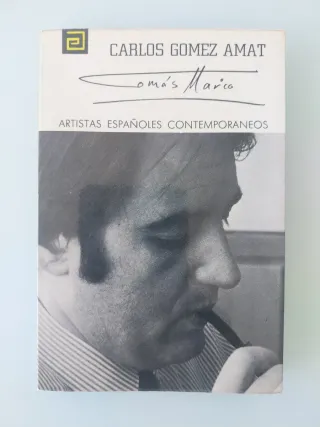 CARLOS GOMEZ AMAT
Tomás Marco
ARTISTAS ESPAÑOLES CONTEMPORANEOS